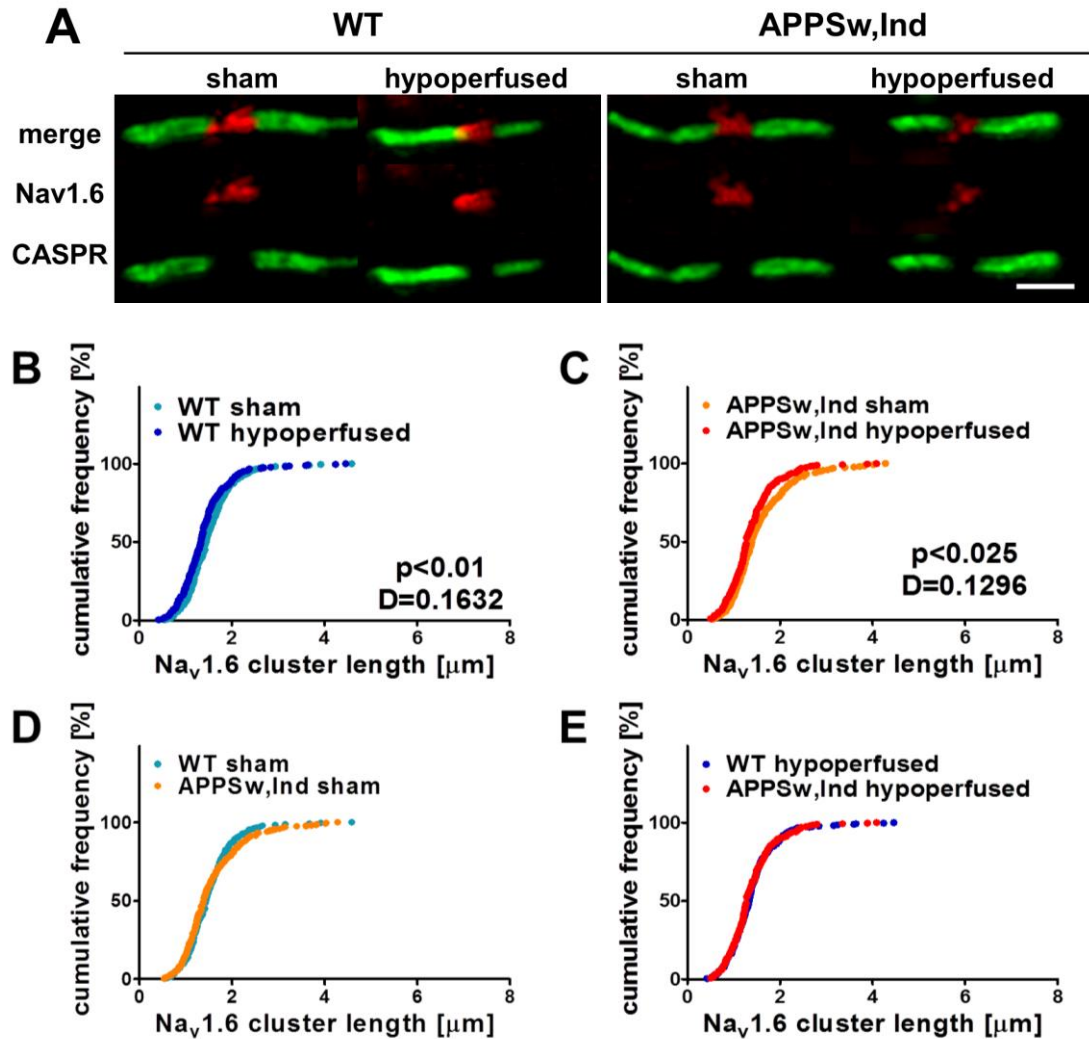 A
WT
APPSw,Ind
sham
hypoperfused
sham
hypoperfused
merge
Nav1.6
CASPR
B
cumulative frequency [%]
WT sham
WT hypoperfused
100
50
0
p<0.01
D=0.1632
0 2 4 6 8
Nav1.6 cluster length [μm]
C
cumulative frequency [%]
APPSw,Ind sham
APPSw,Ind hypoperfused
100
50
0
p<0.025
D=0.1296
0 2 4 6 8
Nav1.6 cluster length [μm]
D
cumulative frequency [%]
WT sham
APPSw,Ind sham
100
50
0
0 2 4 6 8
Nav1.6 cluster length [μm]
E
cumulative frequency [%]
WT hypoperfused
APPSw,Ind hypoperfused
100
50
0
0 2 4 6 8
Nav1.6 cluster length [μm]